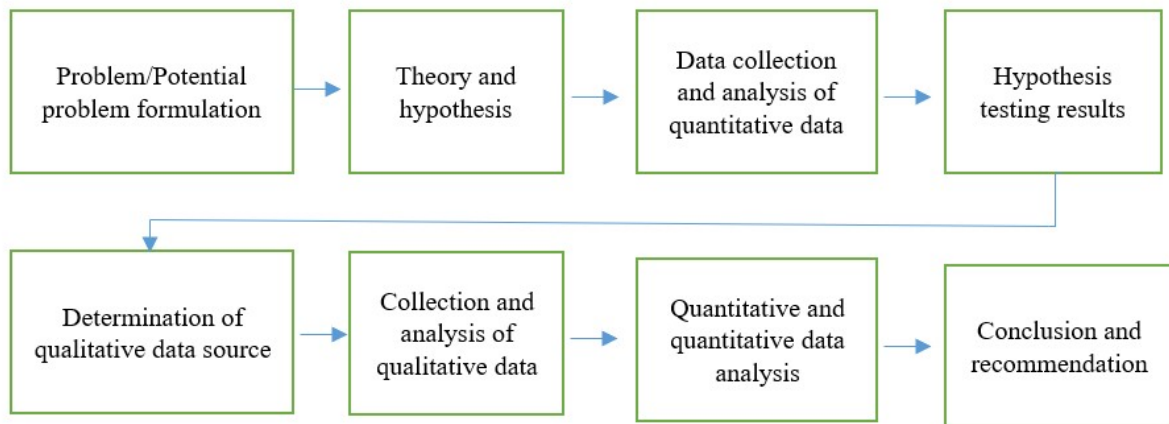 Problem/Potential
problem formulation
Theory and
hypothesis
Data collection
and analysis of
quantitative data
Hypothesis
testing results
Determination of
qualitative data source
Collection and
analysis of
qualitative data
Quantitative and
quantitative data
analysis
Conclusion and
recommendation